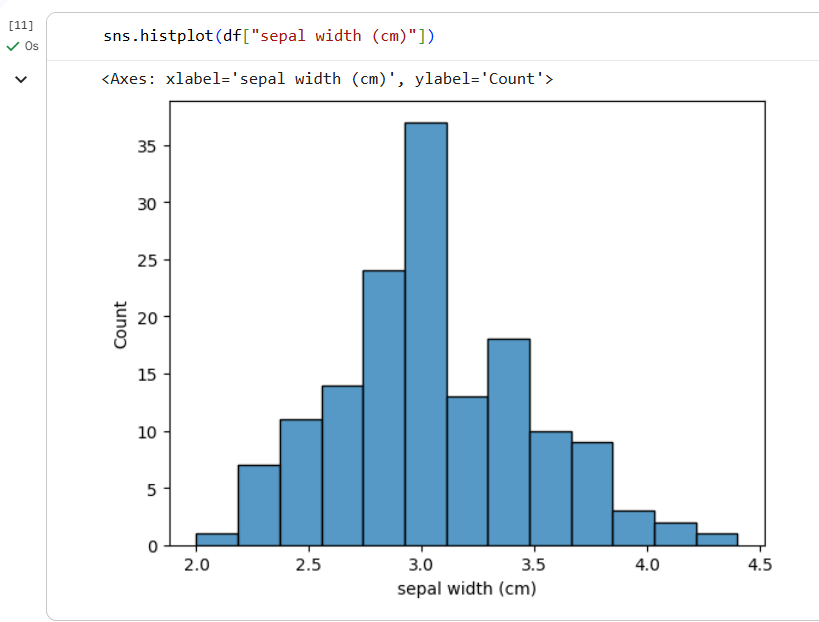 [11]
sns.histplot(df["sepal width (cm)"])
0s
<Axes: xlabel='sepal width (cm)', ylabel='Count'>
35
30
25
20
15
10
5
0
Count
2.0 2.5 3.0 3.5 4.0 4.5
sepal width (cm)